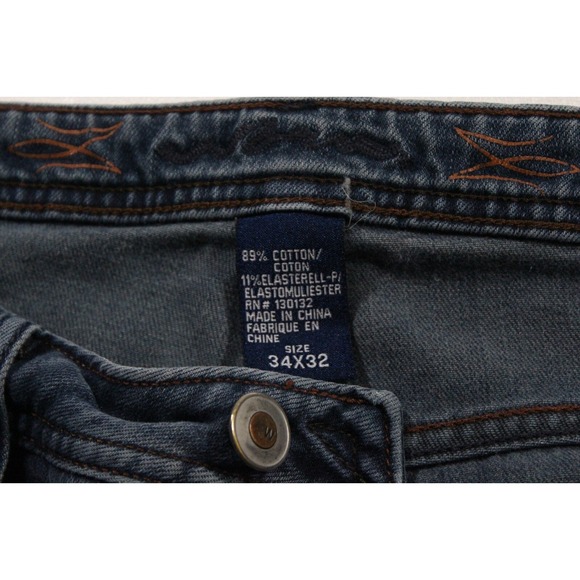 89% COTTON/
COTON
11%ELASTERELL-P/
ELASTOMULIESTER
RN# 130132
MADE IN CHINA
FABRIQUE EN
CHINE
SIZE
34X32